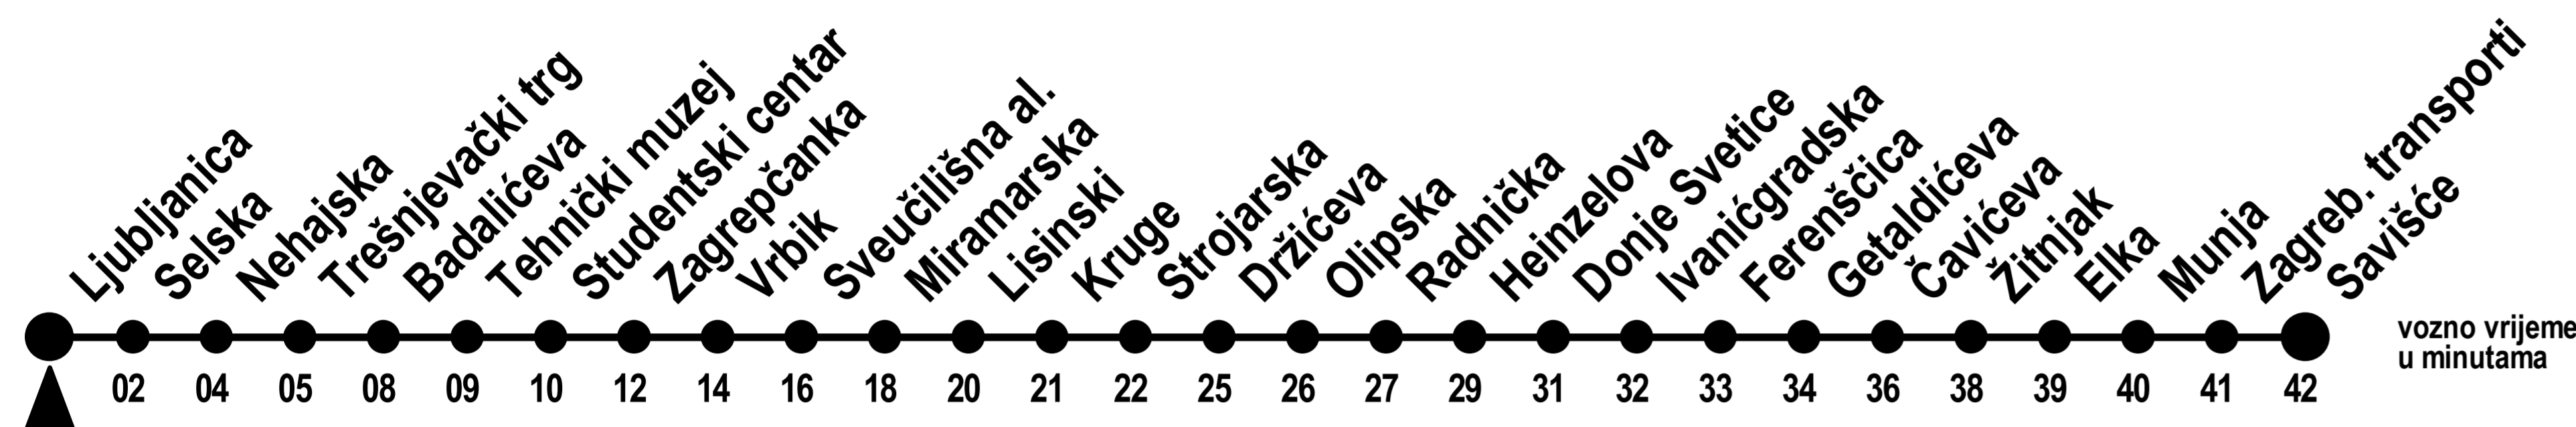 Ljubljanica
Selska
Nehajska
Trešnjevački trg
Badalićeva
Tehnički muzej
Studentski centar
Zagrepčanka
Vrbik
Sveučilišna al.
Miramarska
Lisinski
Kruge
Strojarska
Držićeva
Olipska
Radnička
Heinzelova
Donje Svetice
Ivanićgradska
Ferenščica
Getaldićeva
Čavićeva
Žitnjak
Elka
Munja
Zagreb. transporti
Savišće
02 04 05 08 09 10 12 14 16 18 20 21 22 25 26 27 29 31 32 33 34 36 38 39 40 41 42
vozno vrijeme
u minutama